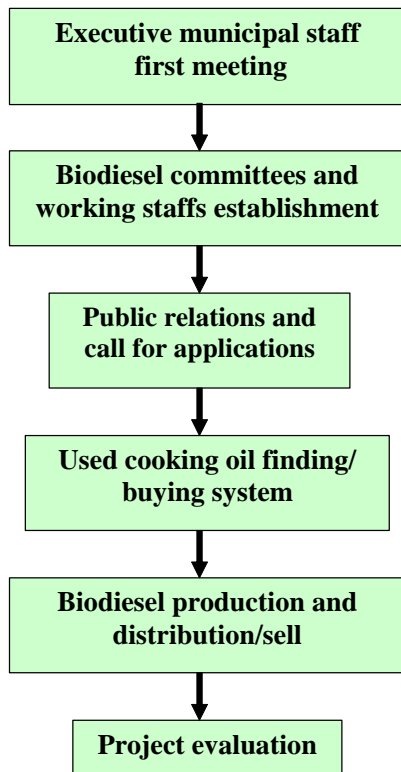 Executive municipal staff
first meeting
Biodiesel committees and
working staffs establishment
Public relations and
call for applications
Used cooking oil finding/
buying system
Biodiesel production and
distribution/sell
Project evaluation